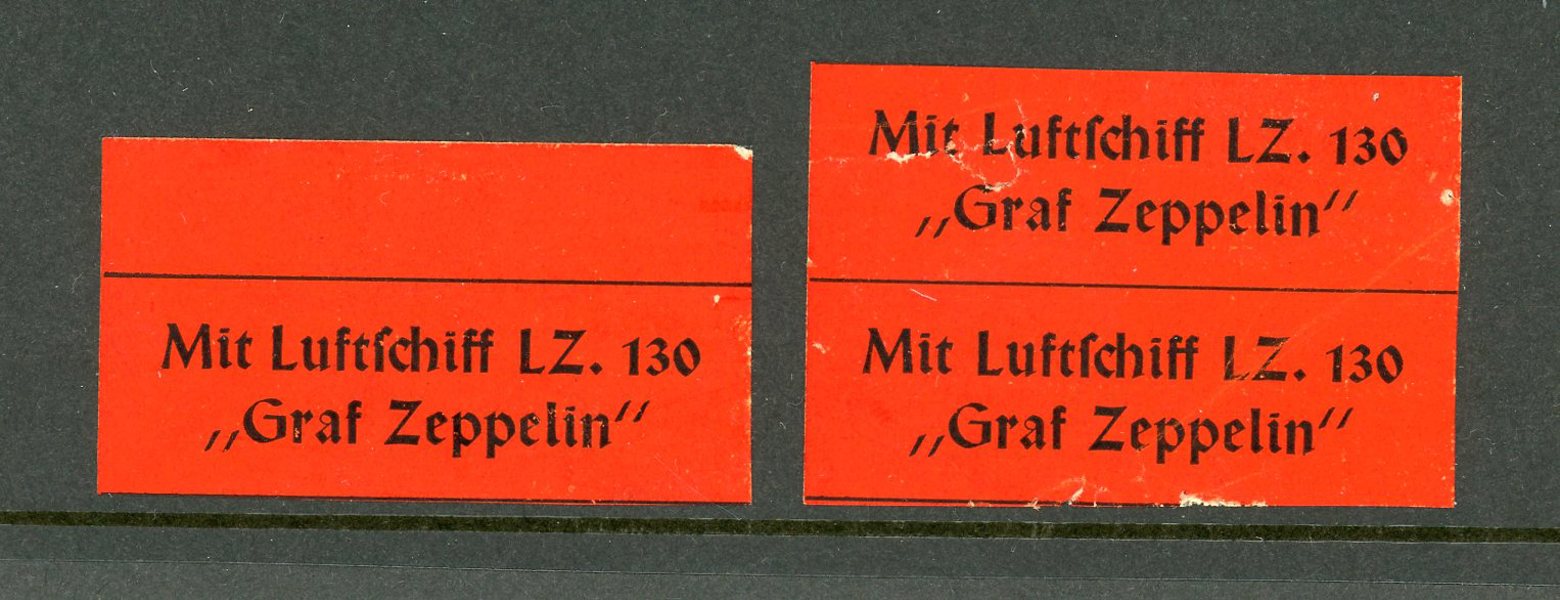 Mit Luftſchiff LZ. 130
„Graf Zeppelin“
Mit Luftſchiff LZ. 130
„Graf Zeppelin“
Mit Luftſchiff LZ. 130
„Graf Zeppelin“